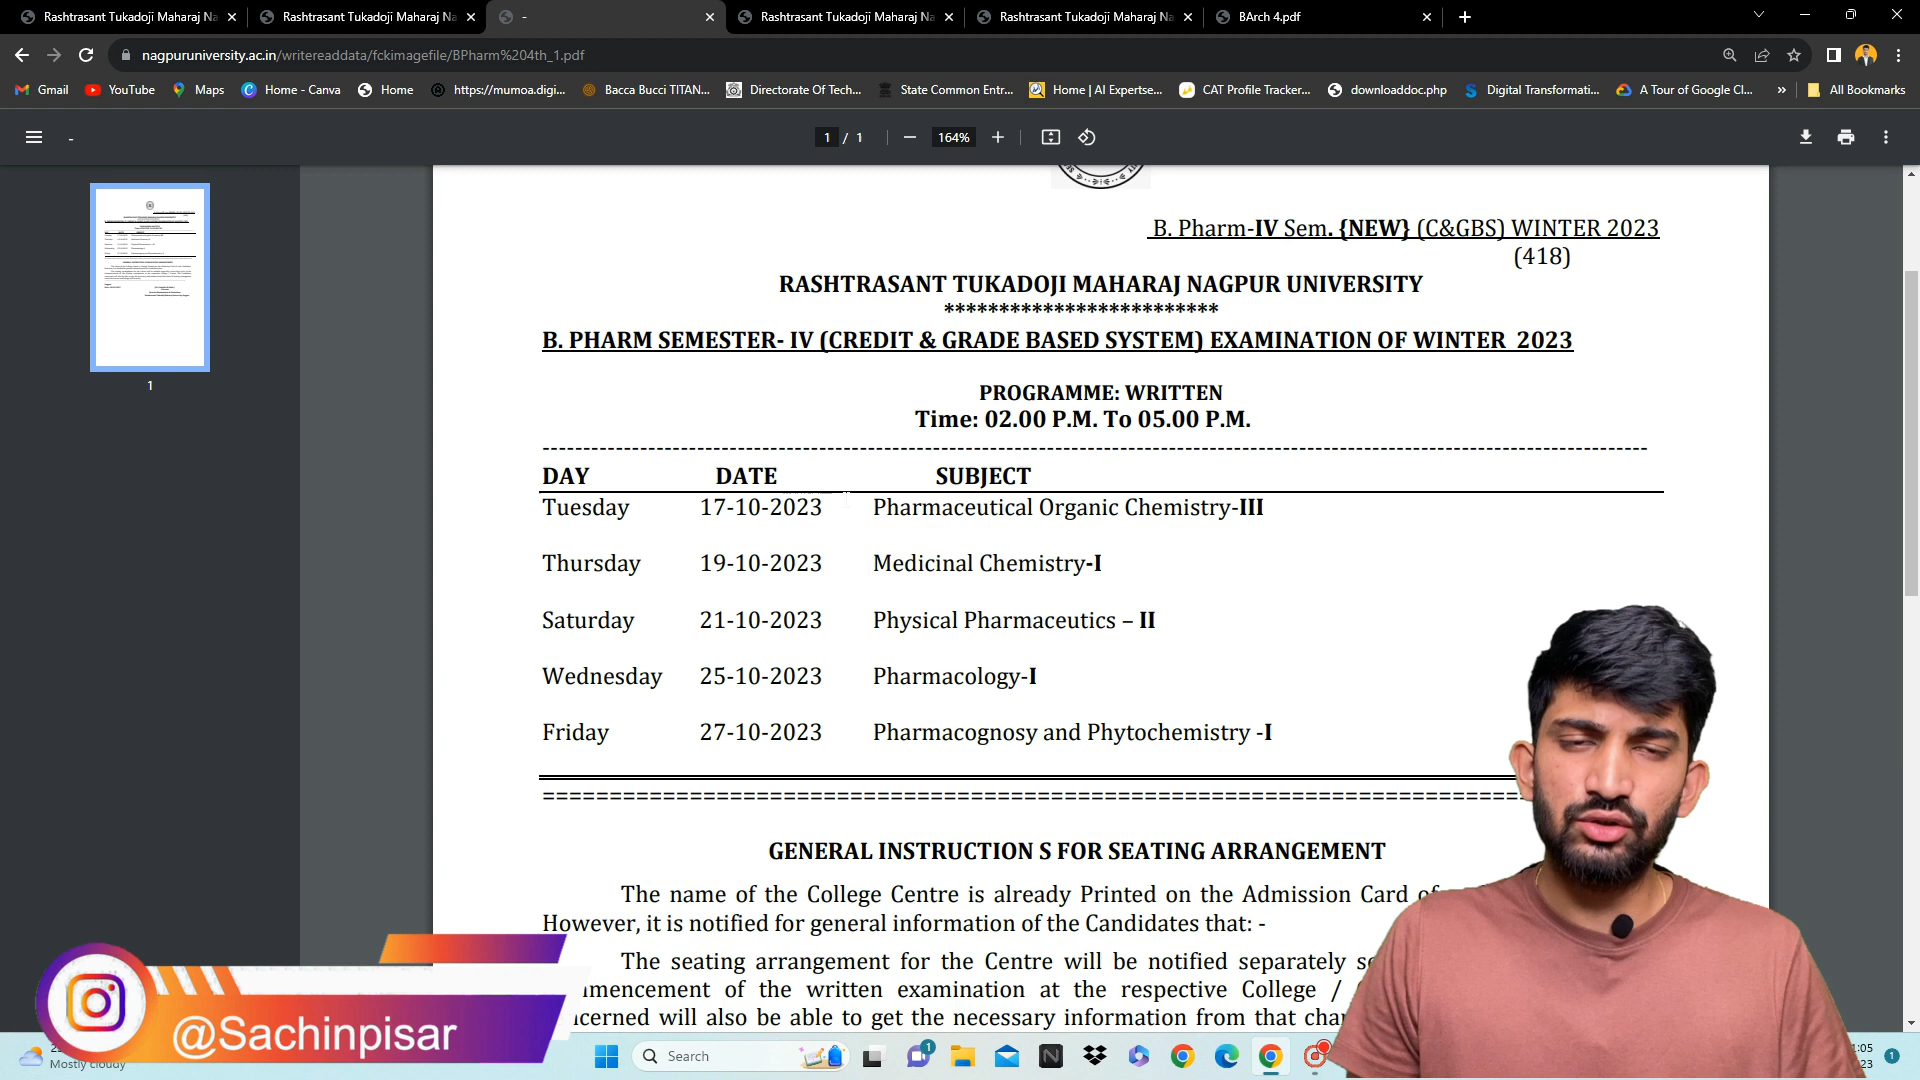 Rashtrasant Tukadoji Maharaj Na
Rashtrasant Tukadoji Maharaj Na
-
Rashtrasant Tukadoji Maharaj Na
Rashtrasant Tukadoji Maharaj Na
BArch 4.pdf
nagpuruniversity.ac.in/writereaddata/fckimagefile/BPharm%204th_1.pdf
Gmail
YouTube
Maps
Home - Canva
Home
https://mumoa.digi...
Bacca Bucci TITAN...
Directorate Of Tech...
State Common Entr...
Home | AI Expertse...
CAT Profile Tracker...
downloaddoc.php
Digital Transformati...
A Tour of Google Cl...
»
All Bookmarks
-
1 / 1
164%
1
B. Pharm-IV Sem. {NEW} (C&GBS) WINTER 2023
(418)
RASHTRASANT TUKADOJI MAHARAJ NAGPUR UNIVERSITY
*************************
B. PHARM SEMESTER- IV (CREDIT & GRADE BASED SYSTEM) EXAMINATION OF WINTER 2023
PROGRAMME: WRITTEN
Time: 02.00 P.M. To 05.00 P.M.
DAY DATE SUBJECT
Tuesday 17-10-2023 Pharmaceutical Organic Chemistry-III
Thursday 19-10-2023 Medicinal Chemistry-I
Saturday 21-10-2023 Physical Pharmaceutics – II
Wednesday 25-10-2023 Pharmacology-I
Friday 27-10-2023 Pharmacognosy and Phytochemistry -I
GENERAL INSTRUCTION S FOR SEATING ARRANGEMENT
The name of the College Centre is already Printed on the Admission Card of
However, it is notified for general information of the Candidates that: -
The seating arrangement for the Centre will be notified separately
mencement of the written examination at the respective College /
cerned will also be able to get the necessary information from that
@Sachinpisar
Mostly cloudy
Search
1
:05
23
1